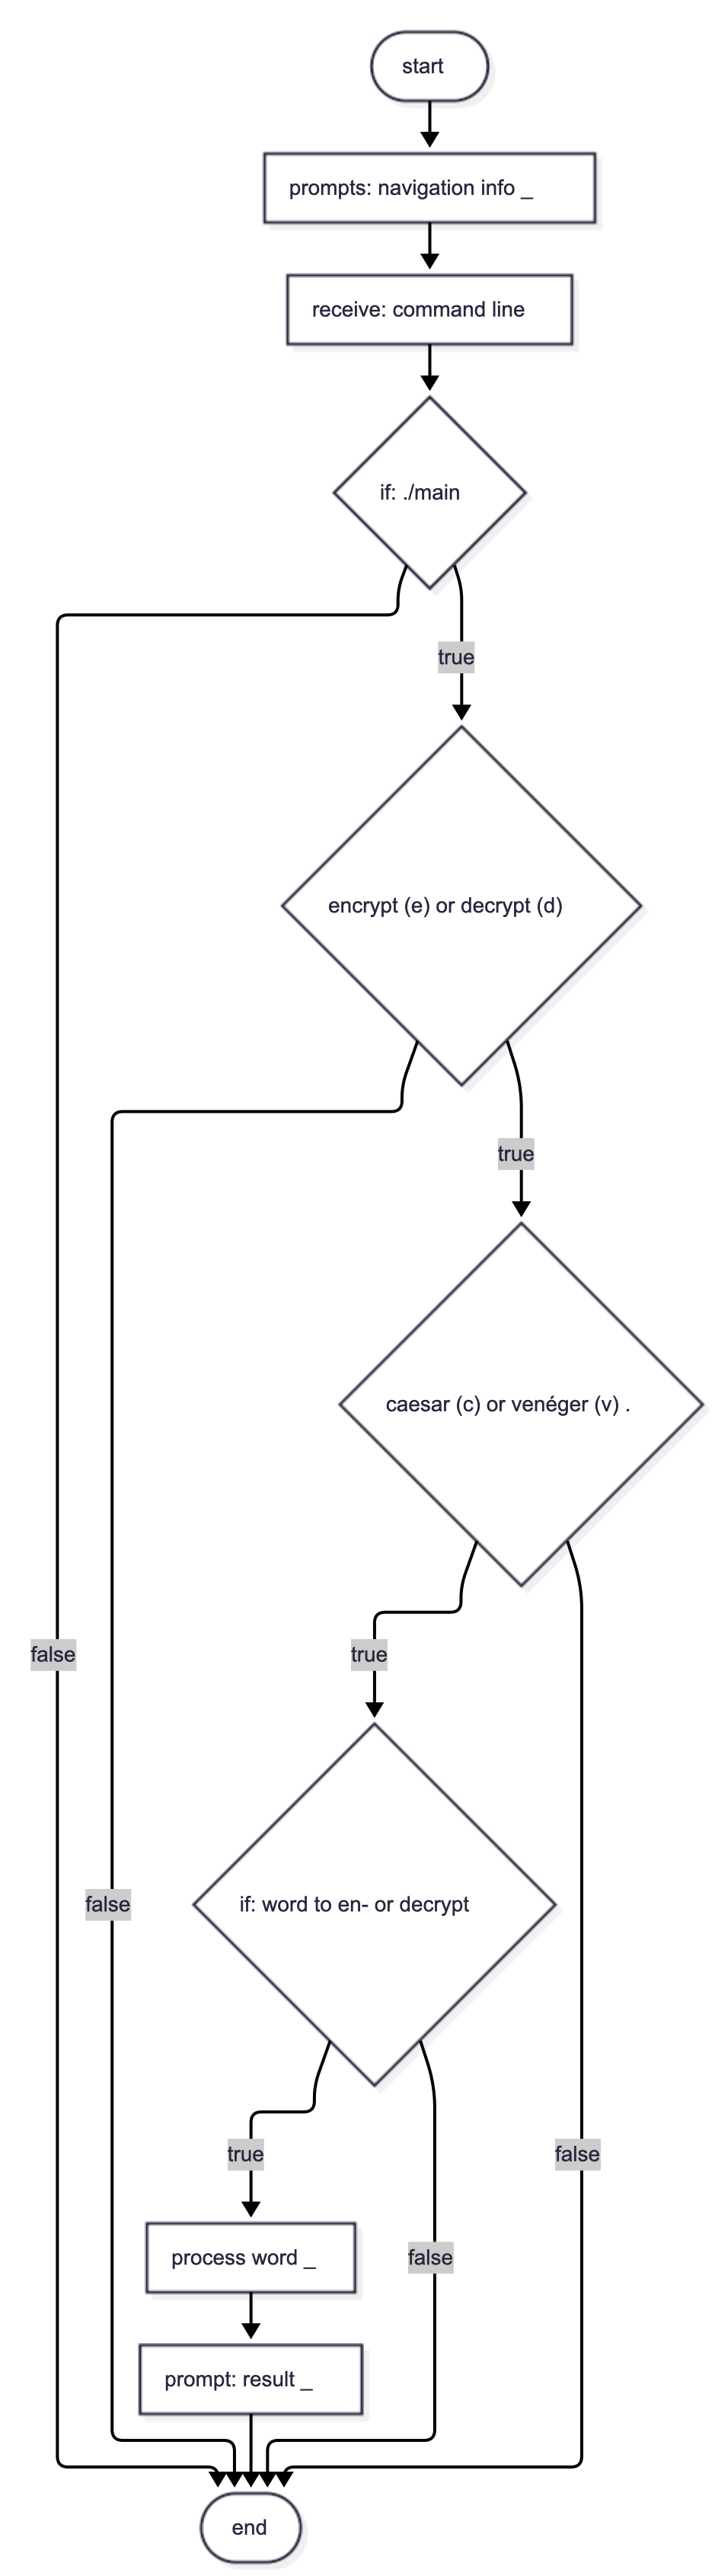 start
prompts: navigation info _
receive: command line
if: ./main
true
encrypt (e) or decrypt (d)
true
caesar (c) or venéger (v) .
false
true
if: word to en- or decrypt
false
true
false
process word _
false
prompt: result _
end